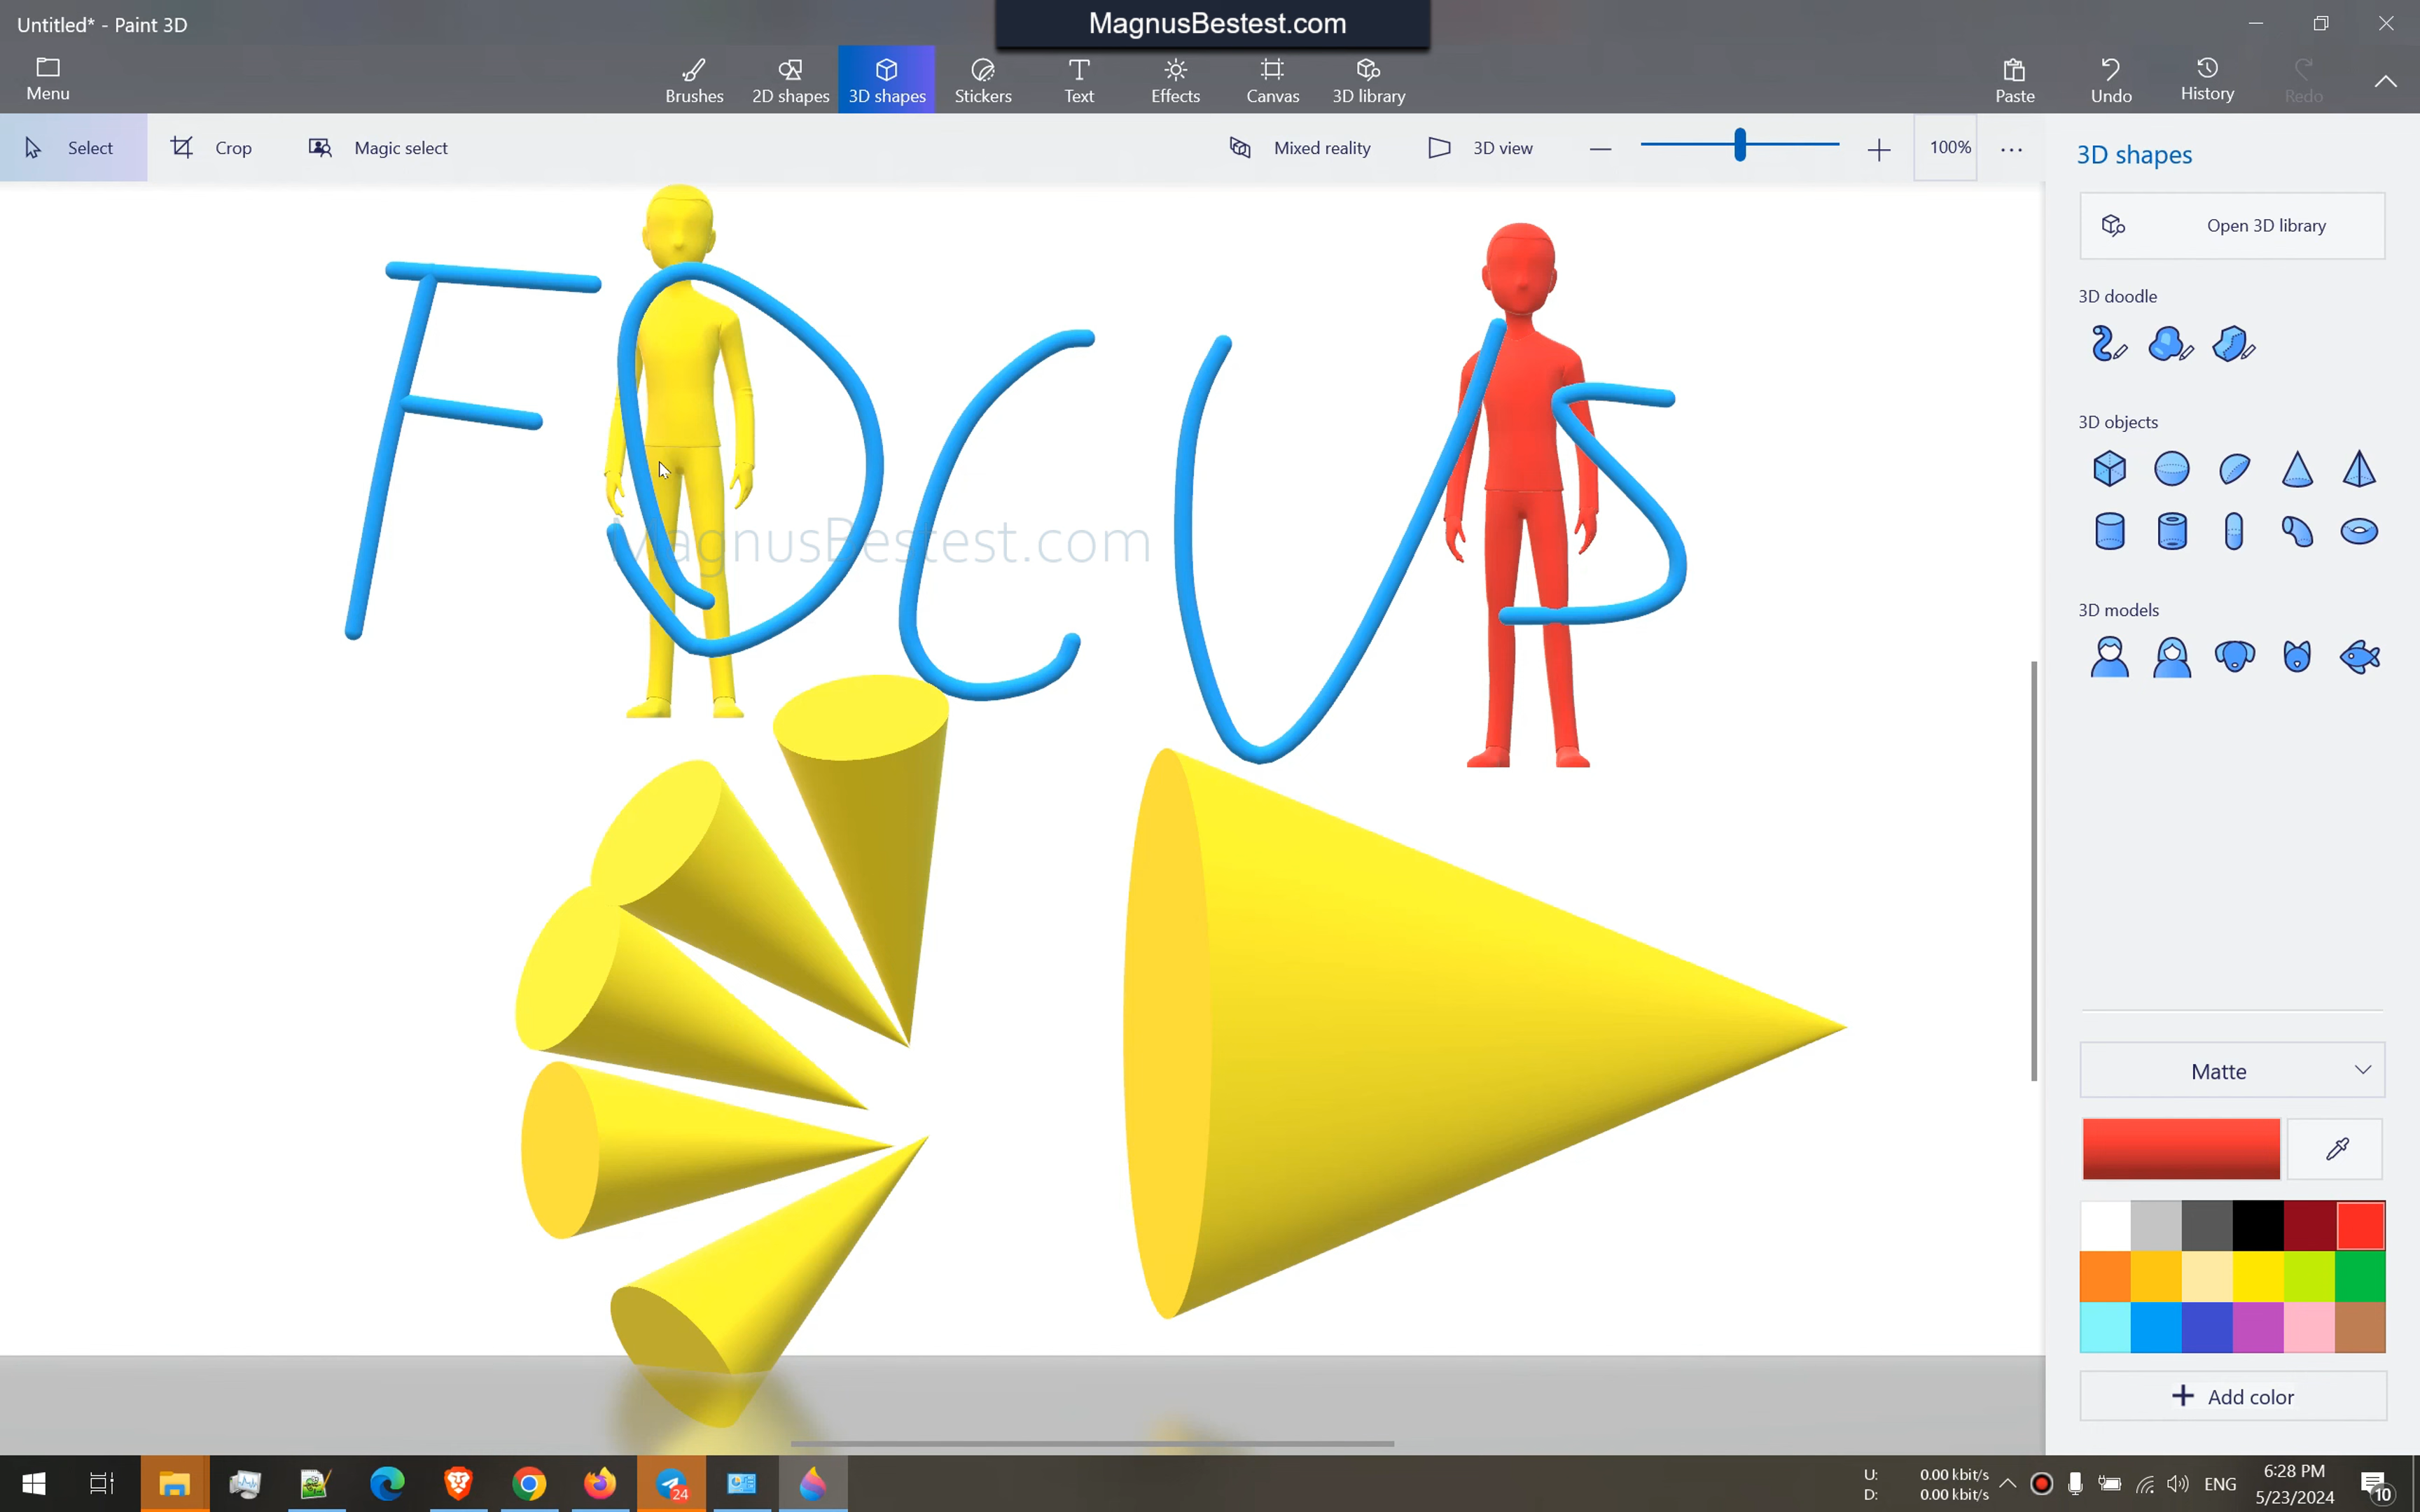 Untitled* - Paint 3D
MagnusBestest.com
Menu
Brushes
2D shapes
3D shapes
Stickers
Text
Effects
Canvas
3D library
Paste
Undo
History
Redo
Select
Crop
Magic select
Mixed reality
3D view
100%
3D shapes
Open 3D library
3D doodle
3D objects
3D models
FOCUS
MagnusBestest.com
Matte
Add color
24
U: 0.00 kbit/s
D: 0.00 kbit/s
ENG
6:28 PM
5/23/2024
10